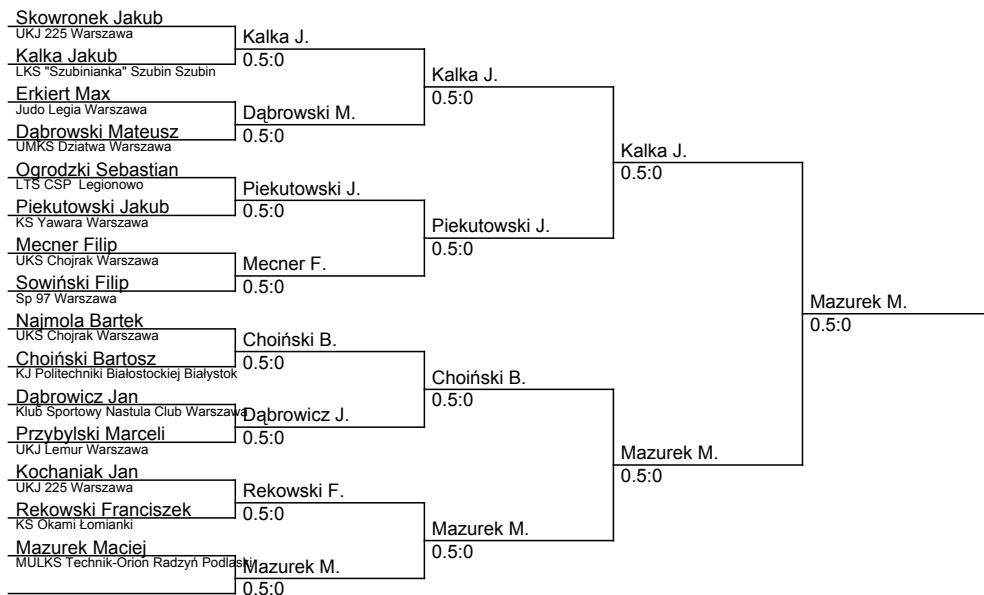 Skowronek Jakub
UKJ 225 Warszawa
Kalka Jakub
LKS "Szubinianka" Szubin Szubin
Erkiert Max
Judo Legia Warszawa
Dąbrowski Mateusz
UMKS Dziatwa Warszawa
Ogrodzki Sebastian
LTS CSP  Legionowo
Piekutowski Jakub
KS Yawara Warszawa
Mecner Filip
UKS Chojrak Warszawa
Sowiński Filip
Sp 97 Warszawa
Najmola Bartek
UKS Chojrak Warszawa
Choiński Bartosz
KJ Politechniki Białostockiej Białystok
Dąbrowicz Jan
Klub Sportowy Nastula Club Warszawa
Przybylski Marceli
UKJ Lemur Warszawa
Kochaniak Jan
UKJ 225 Warszawa
Rekowski Franciszek
KS Okami Łomianki
Mazurek Maciej
MULKS Technik-Orion Radzyń Podlaski
Kalka J.
0.5:0
Dąbrowski M.
0.5:0
Piekutowski J.
0.5:0
Mecner F.
0.5:0
Choiński B.
0.5:0
Dąbrowicz J.
0.5:0
Rekowski F.
0.5:0
Mazurek M.
0.5:0
Kalka J.
0.5:0
Piekutowski J.
0.5:0
Choiński B.
0.5:0
Mazurek M.
0.5:0
Kalka J.
0.5:0
Mazurek M.
0.5:0
Mazurek M.
0.5:0